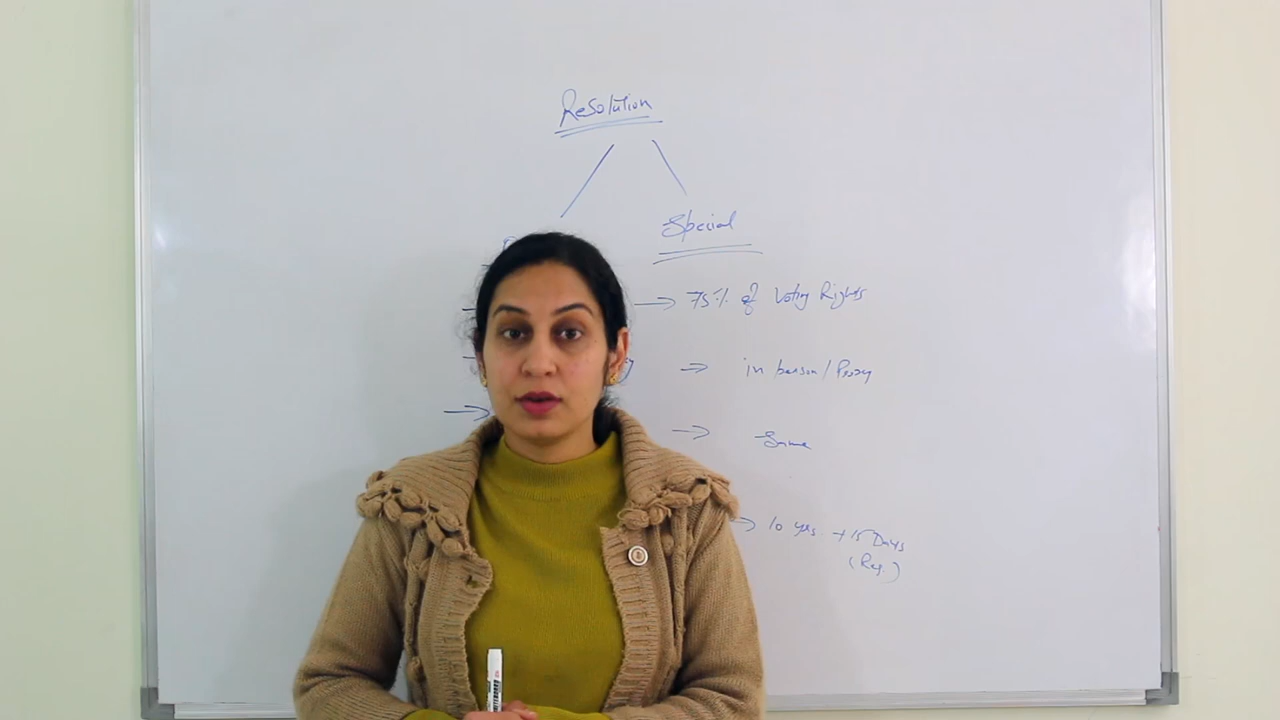 Resolution
Special
→ 75% of Voting Rights
→ in person / Proxy
→ Same
→ 10 yrs. + 15 Days
(Reg.)